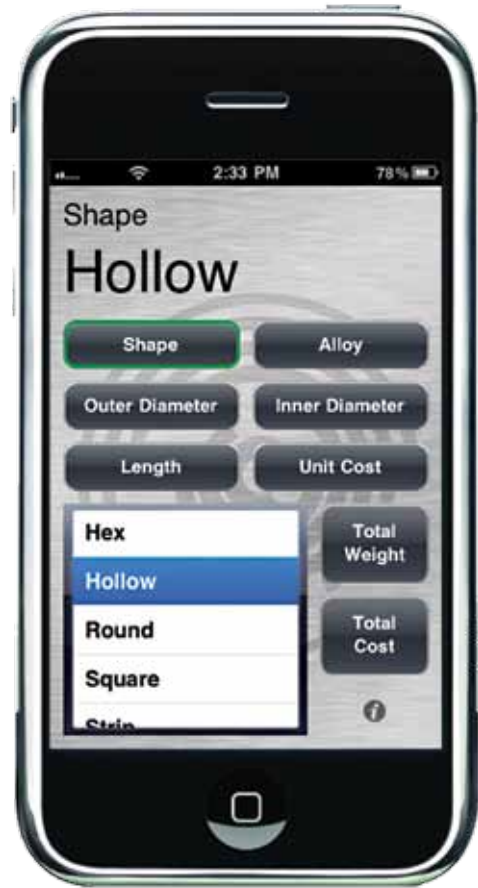 2:33 PM
78%
Shape
Hollow
Shape
Alloy
Outer Diameter
Inner Diameter
Length
Unit Cost
Hex
Hollow
Round
Square
Strip
Total
Weight
Total
Cost
i